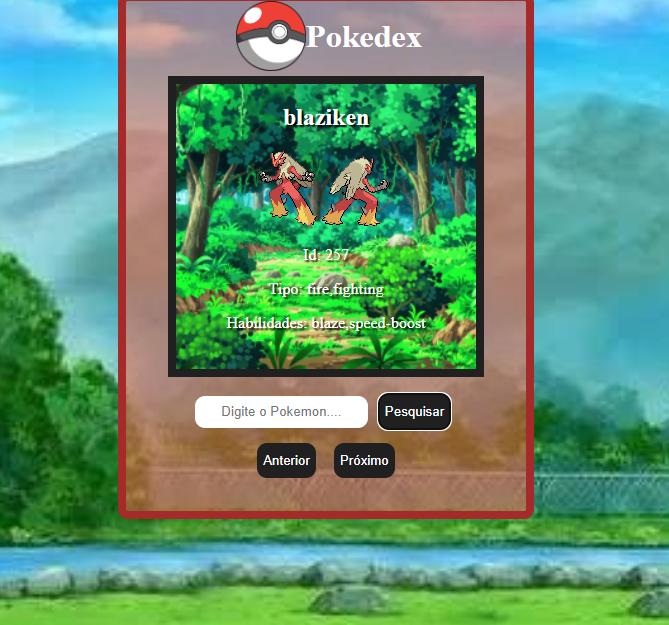 Pokedex
blaziken
Id: 257
Tipo: fire,fighting
Habilidades: blaze,speed-boost
Digite o Pokemon....
Pesquisar
Anterior
Próximo